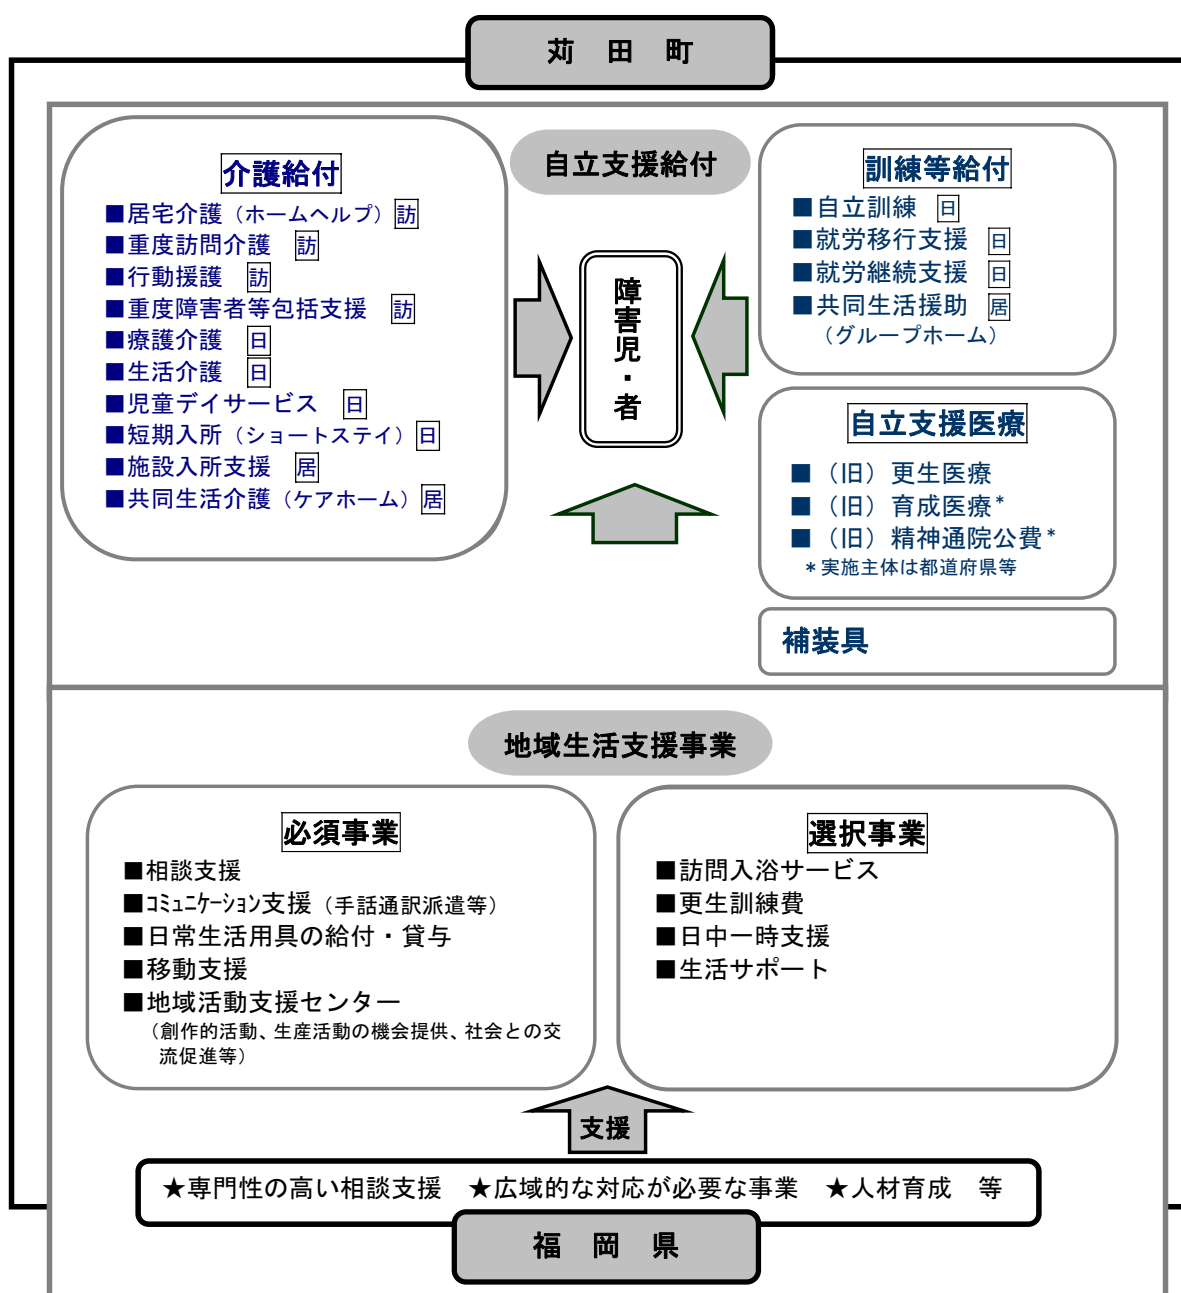 苅　田　町
自立支援給付
介護給付
■居宅介護（ホームヘルプ）訪
■重度訪問介護　訪
■行動援護　訪
■重度障害者等包括支援　訪
■療護介護　日
■生活介護　日
■児童デイサービス　日
■短期入所（ショートステイ）日
■施設入所支援　居
■共同生活介護（ケアホーム）居
障害児・者
訓練等給付
■自立訓練　日
■就労移行支援　日
■就労継続支援　日
■共同生活援助　居
（グループホーム）
自立支援医療
■（旧）更生医療
■（旧）育成医療*
■（旧）精神通院公費*
*実施主体は都道府県等
補装具
地域生活支援事業
必須事業
■相談支援
■ｺﾐｭﾆｹｰｼｮﾝ支援（手話通訳派遣等）
■日常生活用具の給付・貸与
■移動支援
■地域活動支援センター
（創作的活動、生産活動の機会提供、社会との交
流促進等）
選択事業
■訪問入浴サービス
■更生訓練費
■日中一時支援
■生活サポート
支援
★専門性の高い相談支援　★広域的な対応が必要な事業　★人材育成　等
福　岡　県